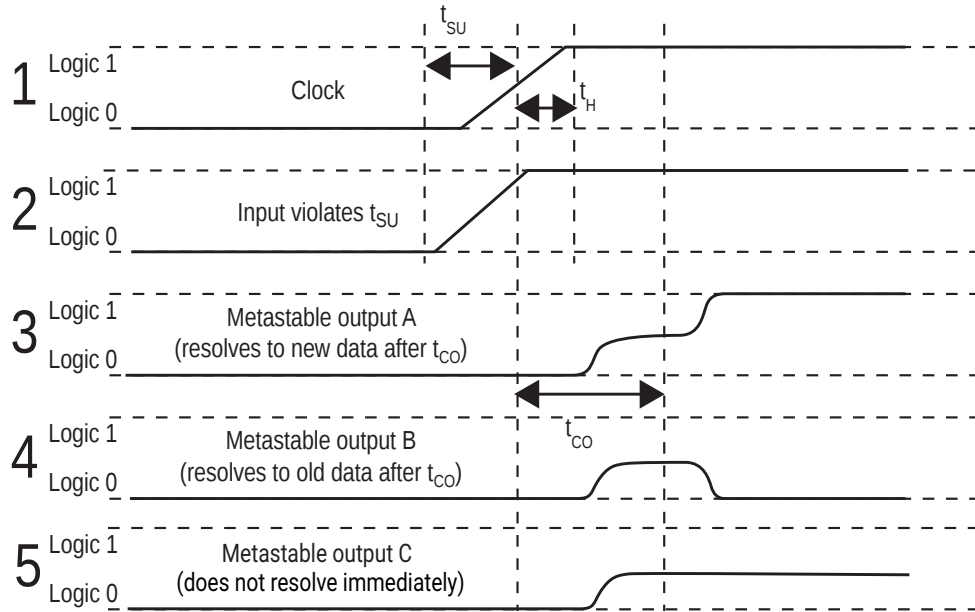 t_SU
1
Logic 1
Clock
Logic 0
t_H
2
Logic 1
Input violates t_SU
Logic 0
3
Logic 1
Metastable output A
(resolves to new data after t_CO)
Logic 0
t_CO
4
Logic 1
Metastable output B
(resolves to old data after t_CO)
Logic 0
5
Logic 1
Metastable output C
(does not resolve immediately)
Logic 0